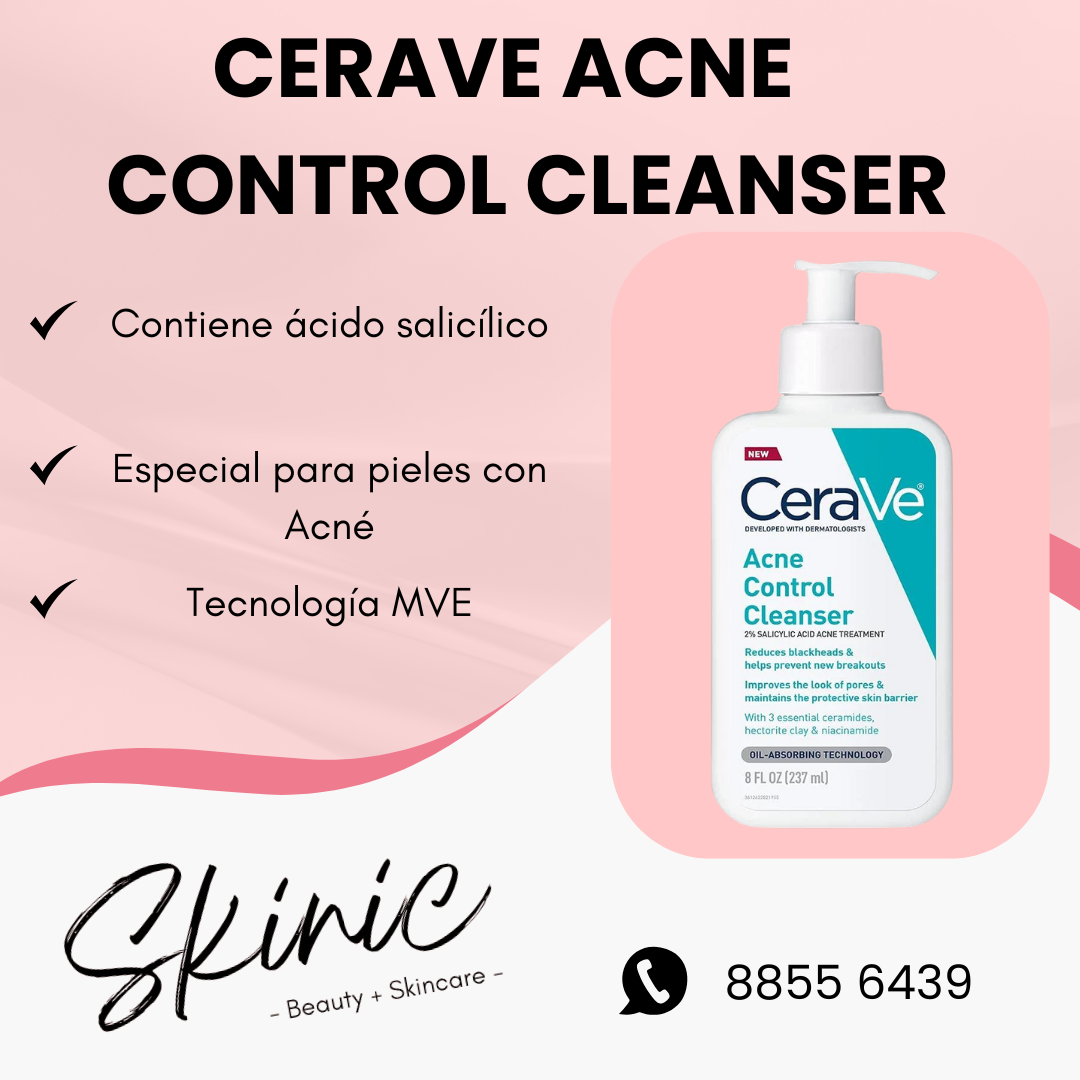 CERAVE ACNE
CONTROL CLEANSER
Contiene ácido salicílico
Especial para pieles con
Acné
Tecnología MVE
NEW
CeraVe®
DEVELOPED WITH DERMATOLOGISTS
Acne
Control
Cleanser
2% SALICYLIC ACID ACNE TREATMENT
Reduces blackheads &
helps prevent new breakouts
Improves the look of pores &
maintains the protective skin barrier
With 3 essential ceramides,
hectorite clay & niacinamide
OIL-ABSORBING TECHNOLOGY
8 FL OZ (237 ml)
Skinic
- Beauty + Skincare -
8855 6439